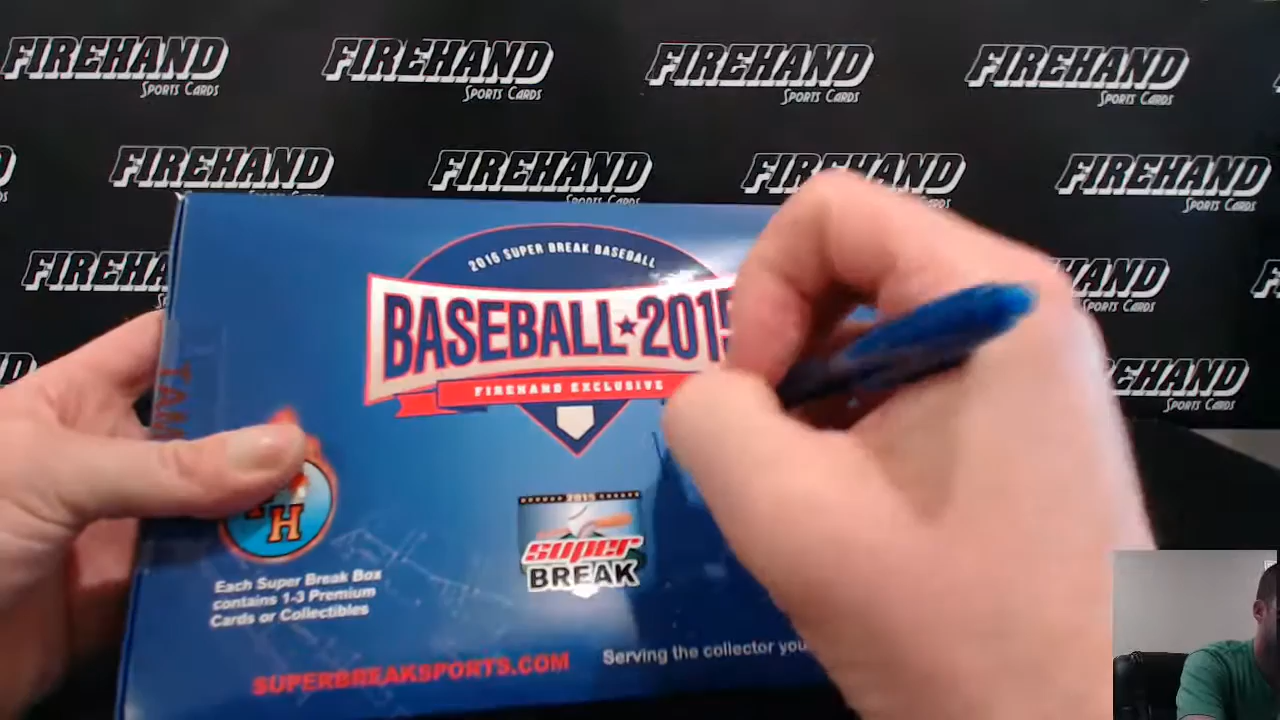 FIREHAND
SPORTS CARDS
FIREHAND
SPORTS CARDS
FIREHAND
SPORTS CARDS
FIREHAND
SPORTS CARDS
FIREHAND
SPORTS CARDS
FIREHAND
SPORTS CARDS
FIREHAND
FIREHAND
SPORTS CARDS
2016 SUPER BREAK BASEBALL
BASEBALL★2015
FIREHAND EXCLUSIVE
TAM
H
2015
super
BREAK
Each Super Break Box
contains 1-3 Premium
Cards or Collectibles
SUPERBREAKSPORTS.COM
Serving the collector you